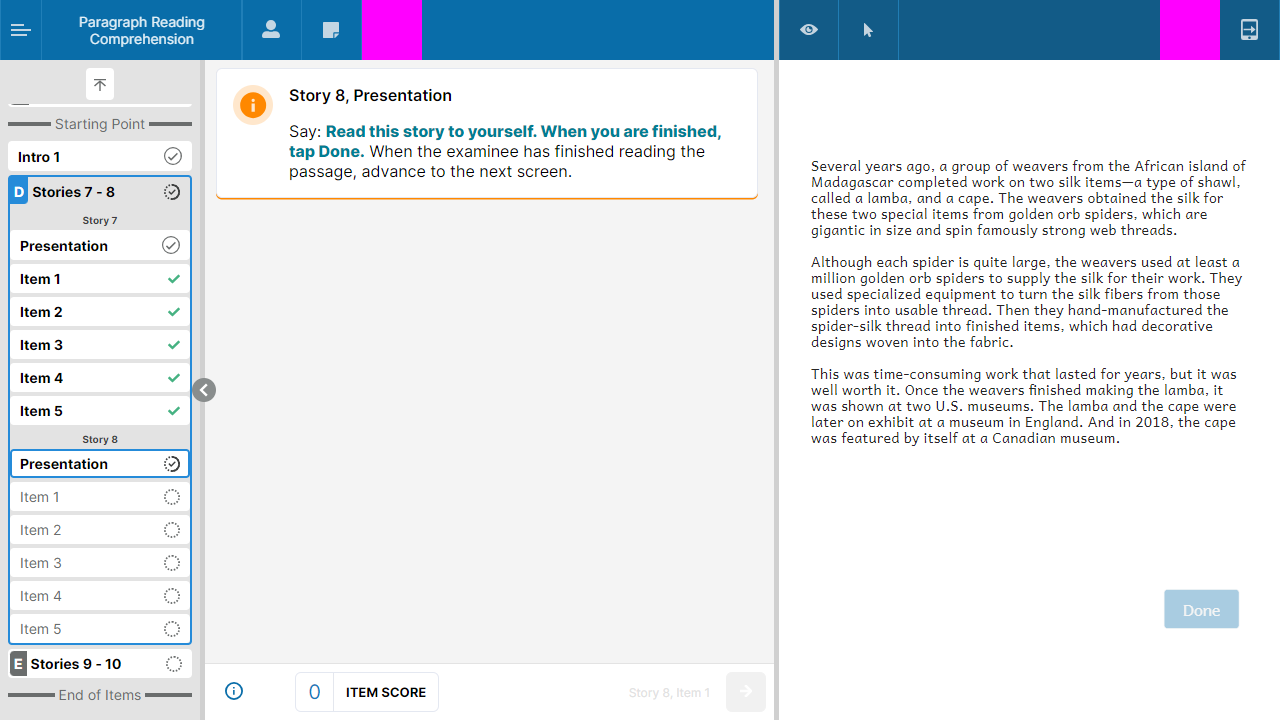 Paragraph Reading
Comprehension
Starting Point
Intro 1
D Stories 7 - 8
Story 7
Presentation
Item 1
Item 2
Item 3
Item 4
Item 5
Story 8
Presentation
Item 1
Item 2
Item 3
Item 4
Item 5
E Stories 9 - 10
End of Items
Story 8, Presentation
Say: Read this story to yourself. When you are finished,
tap Done. When the examinee has finished reading the
passage, advance to the next screen.
0 ITEM SCORE
Story 8, Item 1
Several years ago, a group of weavers from the African island of
Madagascar completed work on two silk items—a type of shawl,
called a lamba, and a cape. The weavers obtained the silk for
these two special items from golden orb spiders, which are
gigantic in size and spin famously strong web threads.
Although each spider is quite large, the weavers used at least a
million golden orb spiders to supply the silk for their work. They
used specialized equipment to turn the silk fibers from those
spiders into usable thread. Then they hand-manufactured the
spider-silk thread into finished items, which had decorative
designs woven into the fabric.
This was time-consuming work that lasted for years, but it was
well worth it. Once the weavers finished making the lamba, it
was shown at two U.S. museums. The lamba and the cape were
later on exhibit at a museum in England. And in 2018, the cape
was featured by itself at a Canadian museum.
Done